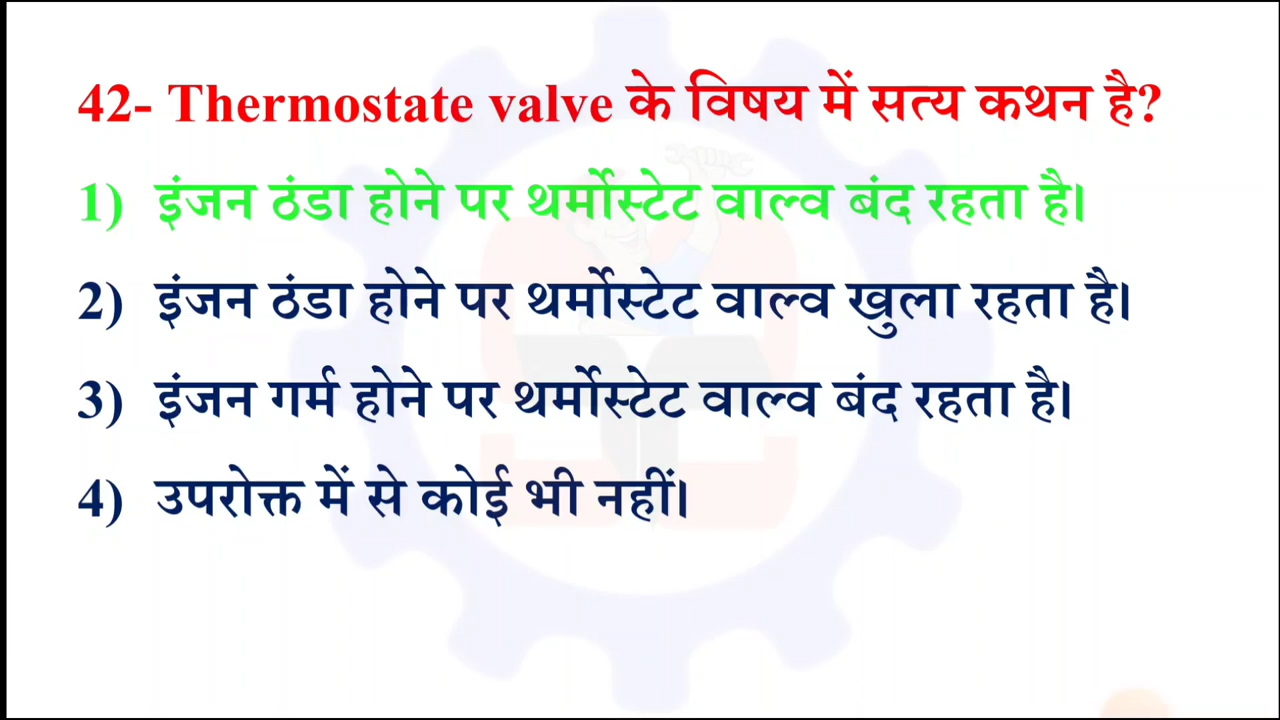 42- Thermostate valve के विषय में सत्य कथन है?
1) इंजन ठंडा होने पर थर्मोस्टेट वाल्व बंद रहता है।
2) इंजन ठंडा होने पर थर्मोस्टेट वाल्व खुला रहता है।
3) इंजन गर्म होने पर थर्मोस्टेट वाल्व बंद रहता है।
4) उपरोक्त में से कोई भी नहीं।